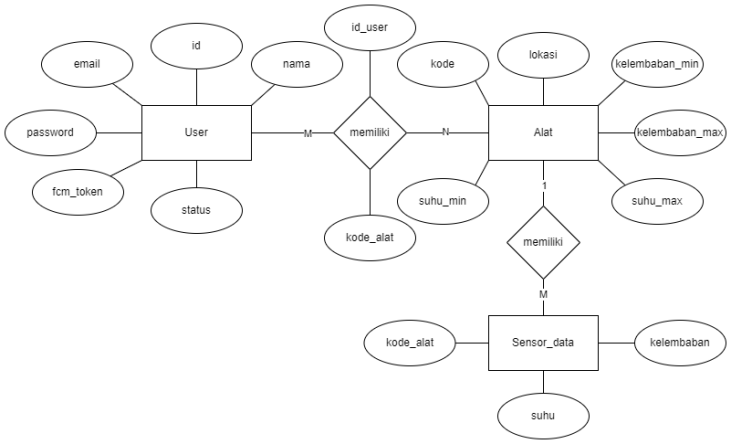 id_user
id
lokasi
email
nama
kode
kelembaban_min
password
User
M
memiliki
N
Alat
kelembaban_max
fcm_token
status
suhu_min
1
suhu_max
kode_alat
memiliki
M
kode_alat
Sensor_data
kelembaban
suhu